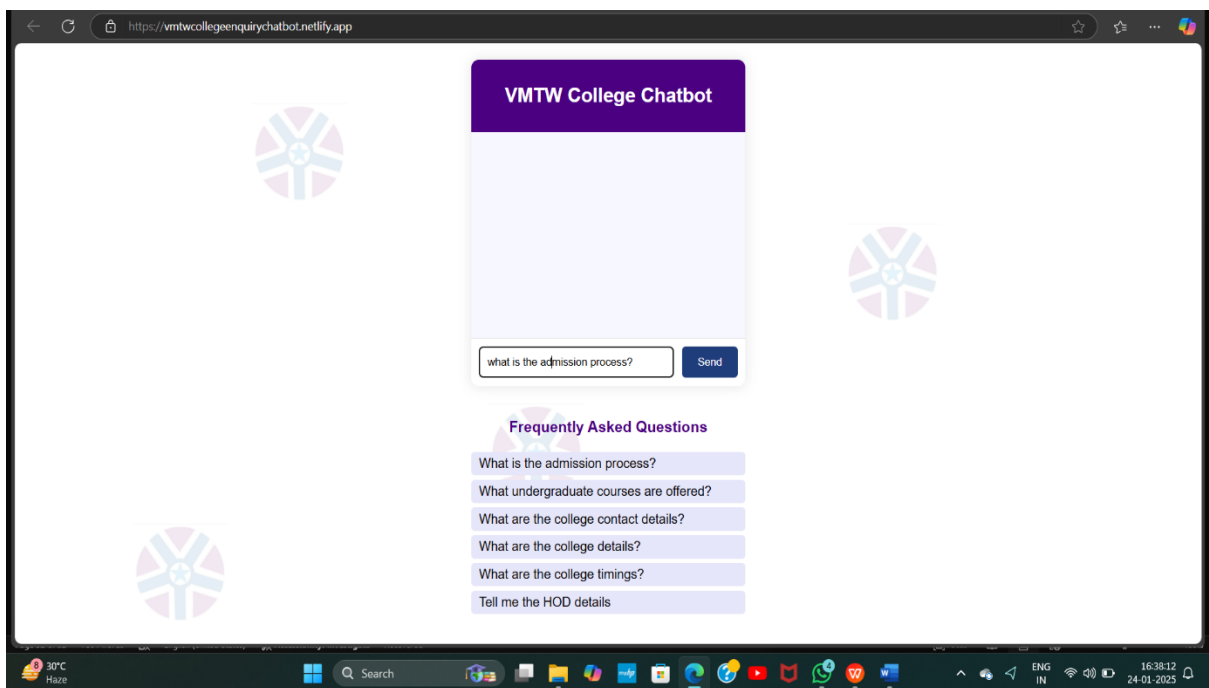 https://vmtwcollegeenquirychatbot.netlify.app
VMTW College Chatbot
what is the admission process?
Send
Frequently Asked Questions
What is the admission process?
What undergraduate courses are offered?
What are the college contact details?
What are the college details?
What are the college timings?
Tell me the HOD details
8
30°C
Haze
Search
9
ENG
IN
16:38:12
24-01-2025